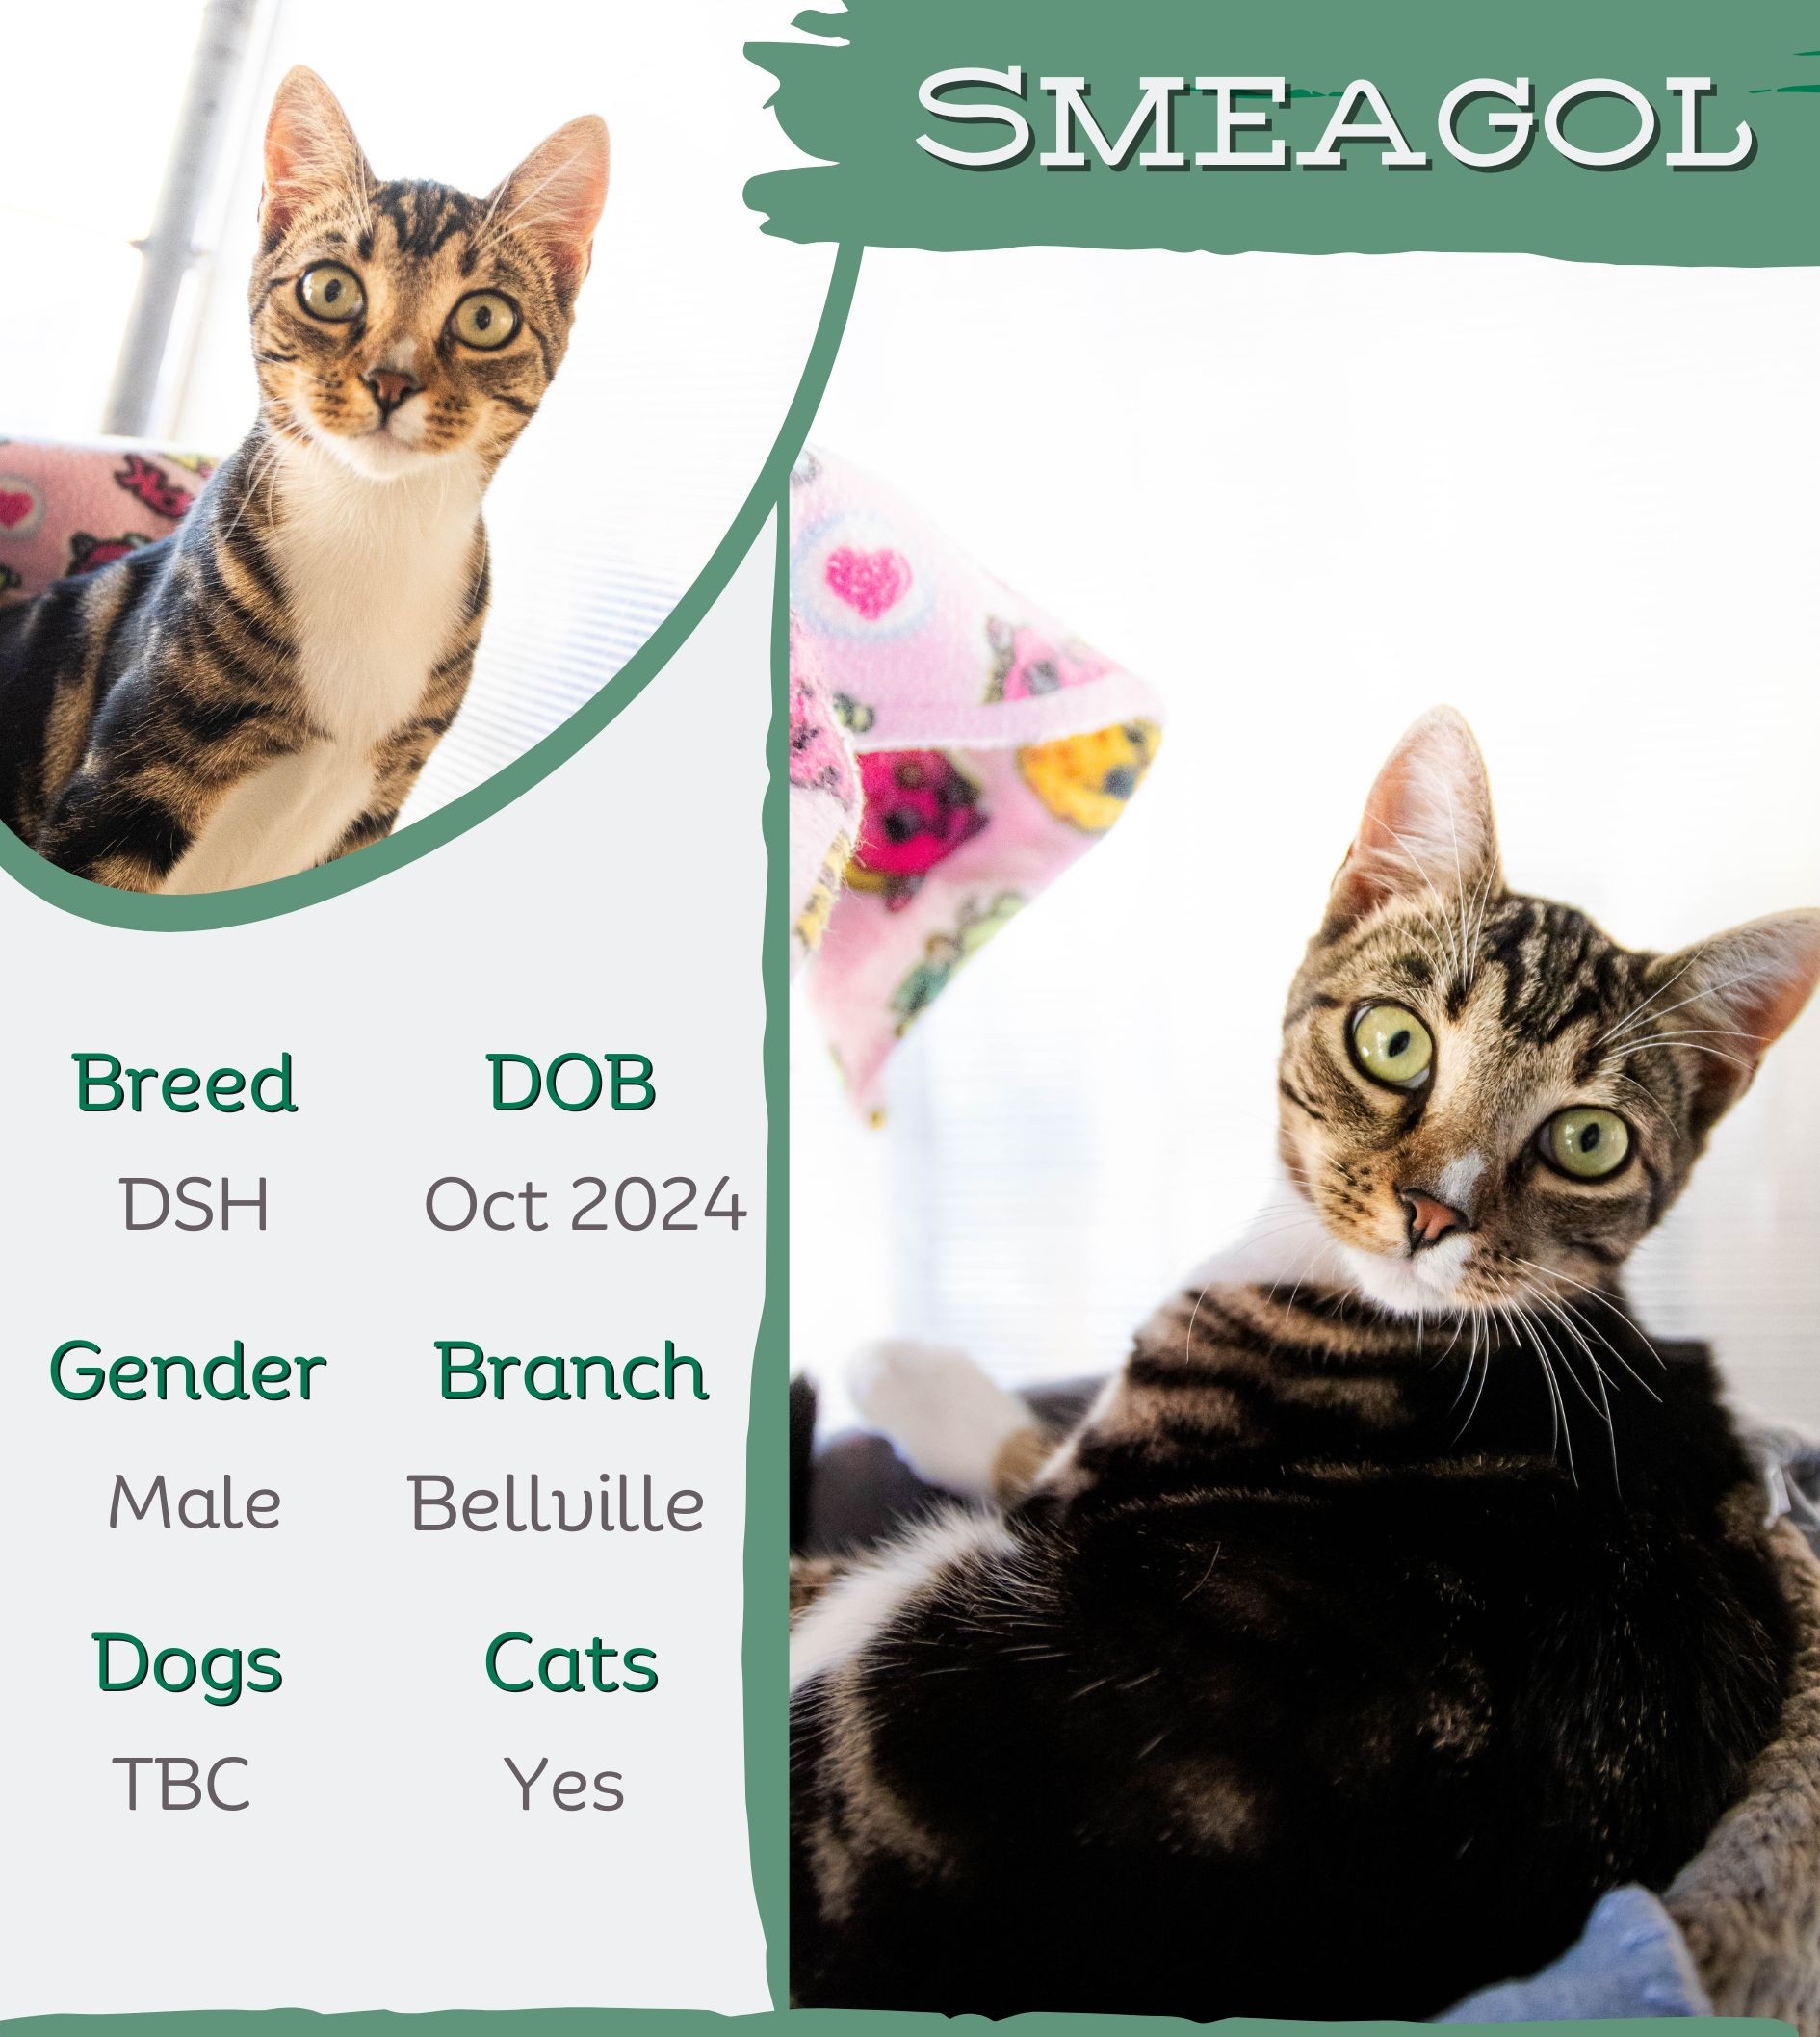 SMEAGOL
Breed DOB
DSH Oct 2024
Gender Branch
Male Bellville
Dogs Cats
TBC Yes